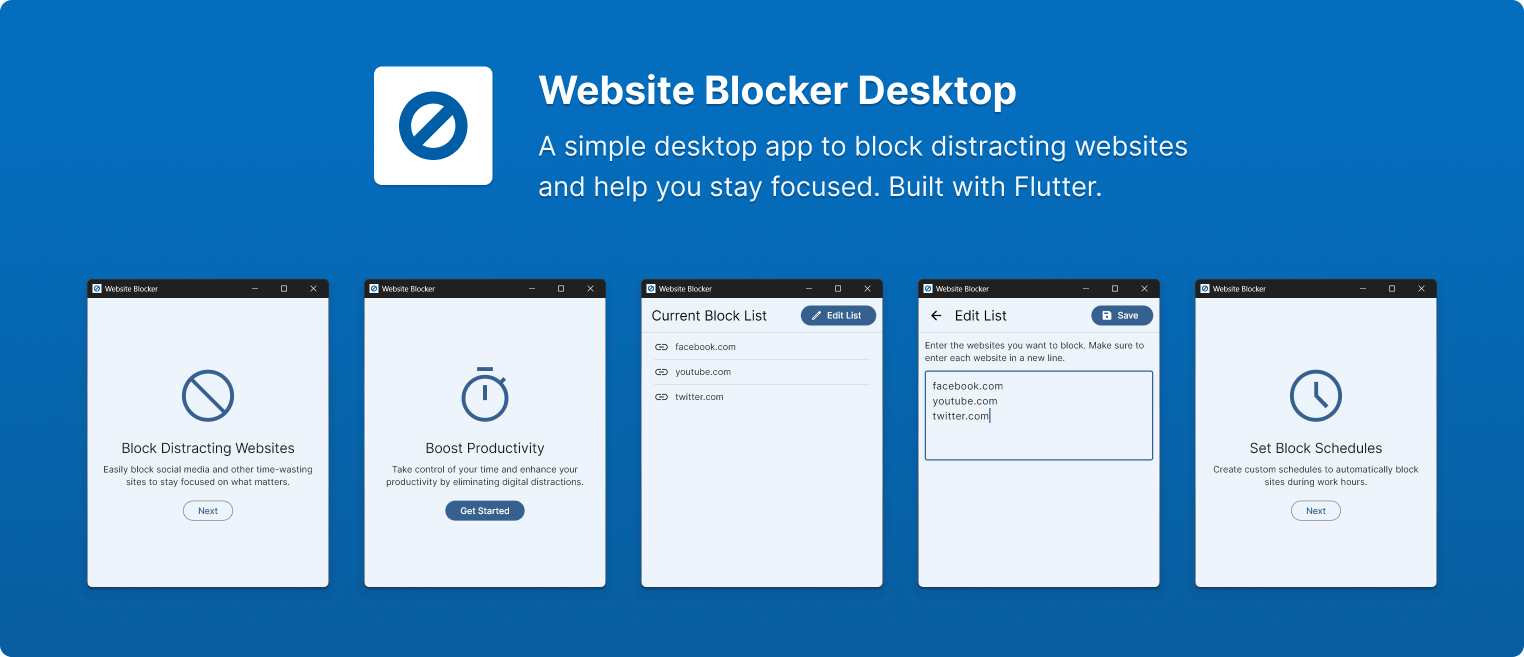 Website Blocker Desktop
A simple desktop app to block distracting websites
and help you stay focused. Built with Flutter.
Website Blocker
Block Distracting Websites
Easily block social media and other time-wasting
sites to stay focused on what matters.
Next
Website Blocker
Boost Productivity
Take control of your time and enhance your
productivity by eliminating digital distractions.
Get Started
Website Blocker
Current Block List
Edit List
facebook.com
youtube.com
twitter.com
Website Blocker
Edit List
Save
Enter the websites you want to block. Make sure to
enter each website in a new line.
facebook.com
youtube.com
twitter.com
Website Blocker
Set Block Schedules
Create custom schedules to automatically block
sites during work hours.
Next